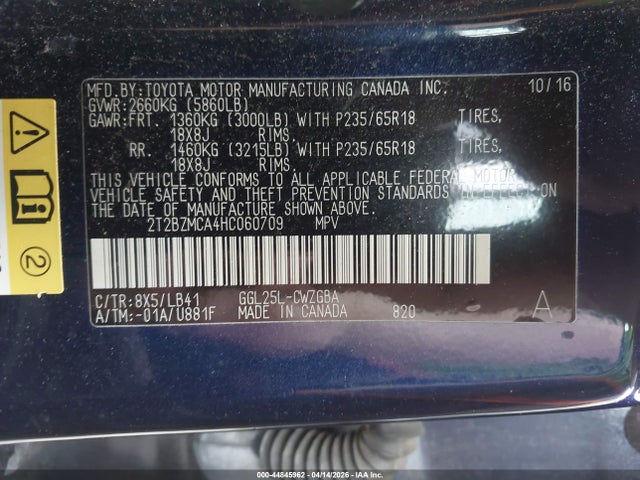 MFD.BY:TOYOTA MOTOR MANUFACTURING CANADA INC. 10/16
GVWR:2660KG (5860LB)
GAWR:FRT. 1360KG (3000LB) WITH P235/65R18 TIRES,
18X8J RIMS,
RR. 1460KG (3215LB) WITH P235/65R18 TIRES,
18X8J RIMS.
THIS VEHICLE CONFORMS TO ALL APPLICABLE FEDERAL MOTOR
VEHICLE SAFETY AND THEFT PREVENTION STANDARDS IN EFFECT ON
THE DATE OF MANUFACTURE SHOWN ABOVE.
2T2BZMCA4HC060709 MPV
C/TR:8X5/LB41 GGL25L-CWZGBA
A/TM:-01A/U881F MADE IN CANADA 820 A
2
000-44845962 - 04/14/2026 - IAAI.COM